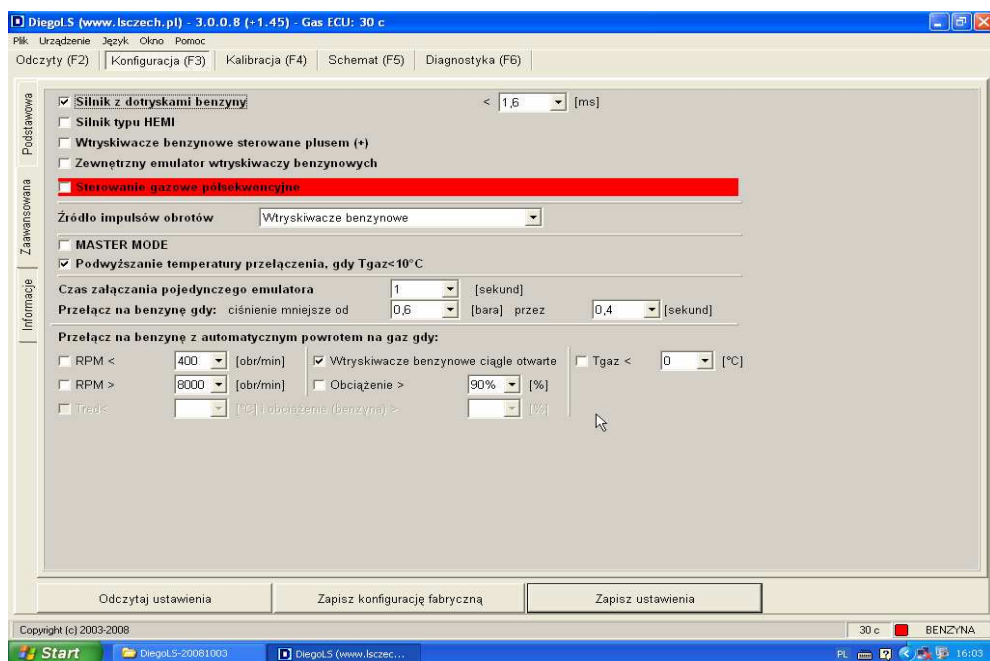 DiegoLS (www.lsczech.pl) - 3.0.0.8 (+1.45) - Gas ECU: 30 c
Plik Urządzenie Język Okno Pomoc
Odczyty (F2) Konfiguracja (F3) Kalibracja (F4) Schemat (F5) Diagnostyka (F6)
Podstawowa
Zaawansowana
Informacje
Silnik z dotryskami benzyny < 1,6 [ms]
Silnik typu HEMI
Wtryskiwacze benzynowe sterowane plusem (+)
Zewnętrzny emulator wtryskiwaczy benzynowych
Sterowanie gazowe półsekwencyjne
Źródło impulsów obrotów Wtryskiwacze benzynowe
MASTER MODE
Podwyższanie temperatury przełączenia, gdy Tgaz<10°C
Czas załączania pojedynczego emulatora 1 [sekund]
Przełącz na benzynę gdy: ciśnienie mniejsze od 0,6 [bara] przez 0,4 [sekund]
Przełącz na benzynę z automatycznym powrotem na gaz gdy:
RPM < 400 [obr/min] Wtryskiwacze benzynowe ciągle otwarte Tgaz < 0 [°C]
RPM > 8000 [obr/min] Obciążenie > 90% [%]
Tred< [°C] i obciążenie (benzyna) > [%]
Odczytaj ustawienia Zapisz konfigurację fabryczną Zapisz ustawienia
Copyright (c) 2003-2008 30 c BENZYNA
Start DiegoLS-20081003 DiegoLS (www.lsczec... PL 16:03